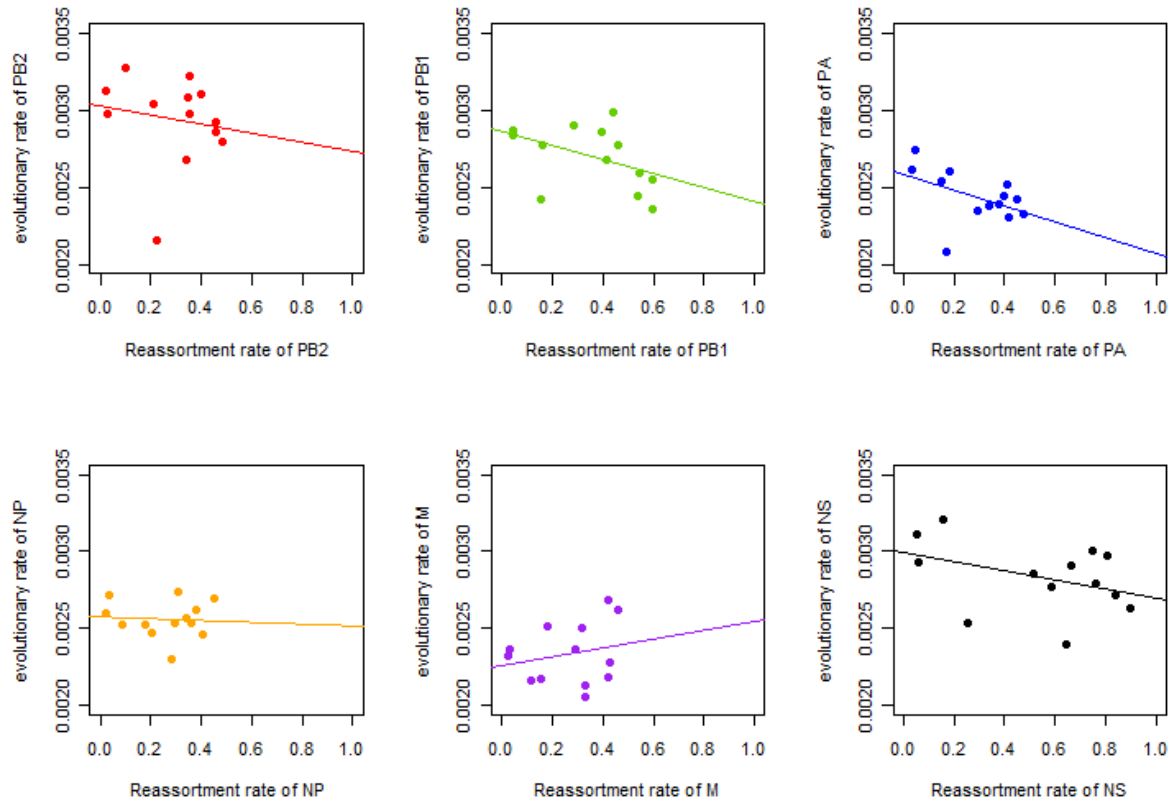 evolutionary rate of PB2
0.0020 0.0025 0.0030 0.0035
0.0 0.2 0.4 0.6 0.8 1.0
Reassortment rate of PB2
evolutionary rate of PB1
0.0020 0.0025 0.0030 0.0035
0.0 0.2 0.4 0.6 0.8 1.0
Reassortment rate of PB1
evolutionary rate of PA
0.0020 0.0025 0.0030 0.0035
0.0 0.2 0.4 0.6 0.8 1.0
Reassortment rate of PA
evolutionary rate of NP
0.0020 0.0025 0.0030 0.0035
0.0 0.2 0.4 0.6 0.8 1.0
Reassortment rate of NP
evolutionary rate of M
0.0020 0.0025 0.0030 0.0035
0.0 0.2 0.4 0.6 0.8 1.0
Reassortment rate of M
evolutionary rate of NS
0.0020 0.0025 0.0030 0.0035
0.0 0.2 0.4 0.6 0.8 1.0
Reassortment rate of NS